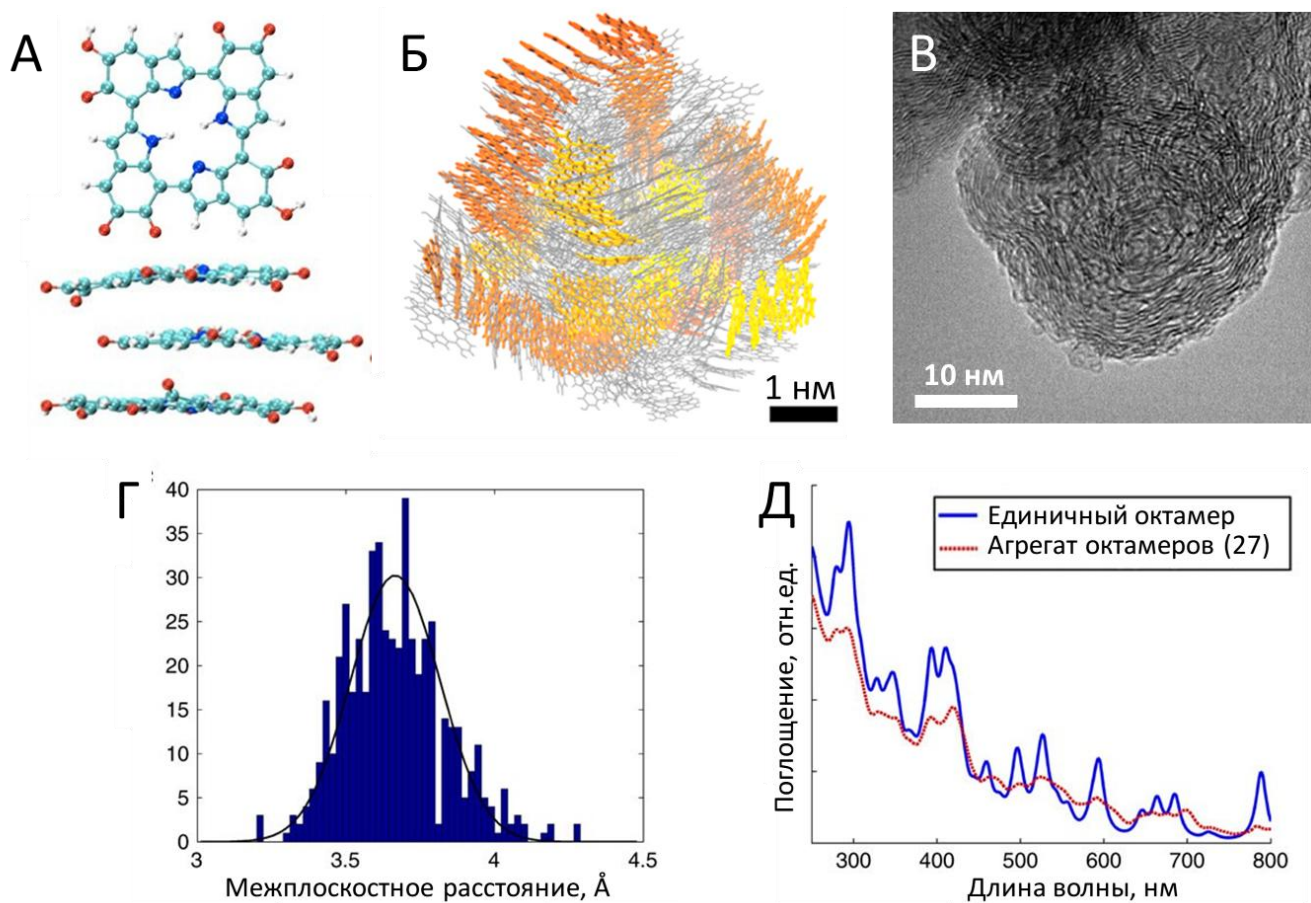 А
Б
В
1 нм
10 нм
Г
40
35
30
25
20
15
10
5
0
3
3.5
4
4.5
Межплоскостное расстояние, Å
Д
Единичный октамер
Агрегат октамеров (27)
Поглощение, отн.ед.
300
400
500
600
700
800
Длина волны, нм